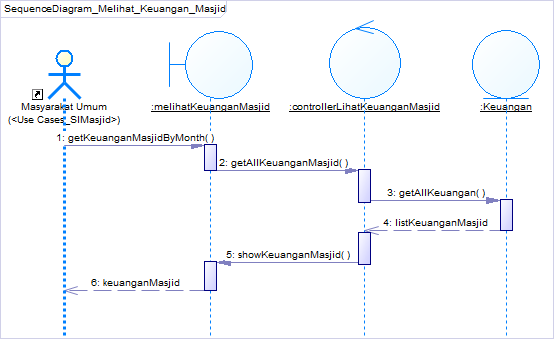 SequenceDiagram_Melihat_Keuangan_Masjid
Masyarakat Umum
(<Use Cases_SIMasjid>)
:melihatKeuanganMasjid
:controllerLihatKeuanganMasjid
:Keuangan
1: getKeuanganMasjidByMonth( )
2: getAllKeuanganMasjid( )
3: getAllKeuangan( )
4: listKeuanganMasjid
5: showKeuanganMasjid( )
6: keuanganMasjid